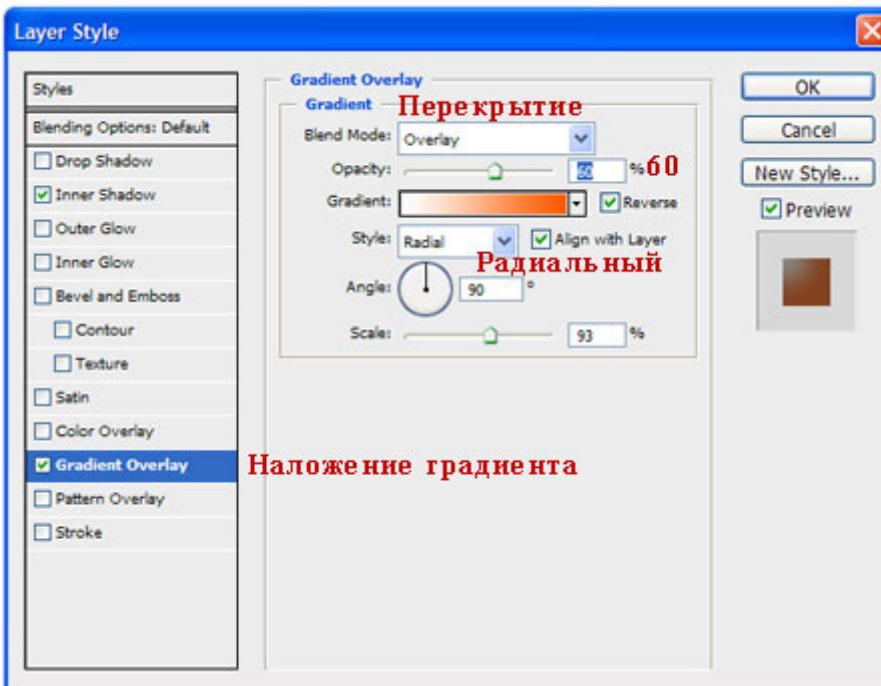 Layer Style
Styles
Blending Options: Default
Drop Shadow
Inner Shadow
Outer Glow
Inner Glow
Bevel and Emboss
Contour
Texture
Satin
Color Overlay
Gradient Overlay
Наложение градиента
Pattern Overlay
Stroke
Gradient Overlay
Gradient
Перекрытие
Blend Mode: Overlay
Opacity: 60 %60
Gradient: Reverse
Style: Radial Align with Layer
Радиальный
Angle: 90 °
Scale: 93 %
OK
Cancel
New Style...
Preview